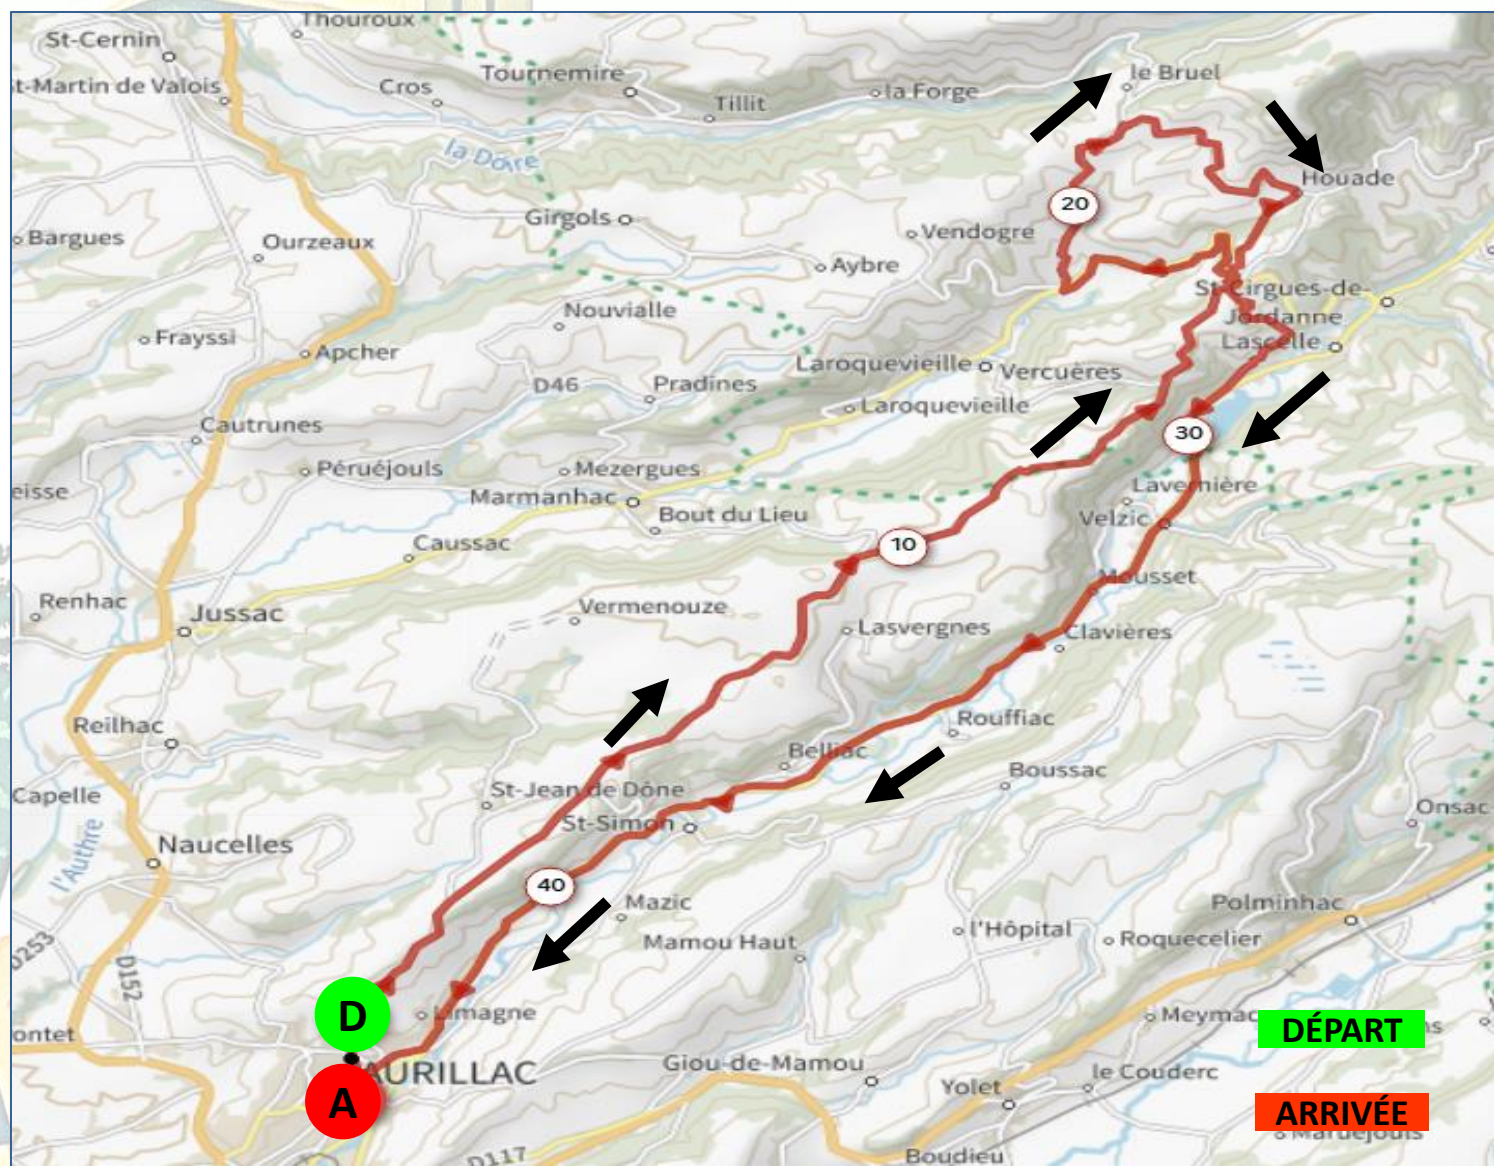 Thouroux
St-Cernin
le Bruel
Tournemire
t-Martin de Valois
Cros
la Forge
Tillit
la Doire
Houade
20
Girgols
Vendogre
Bargues
Ourzeaux
Aybre
St-Cirgues-de-
Jordanne
Nouvialle
Frayssi
Lascelle
Apcher
Laroquevieille
Vercuères
D46
Pradines
Laroquevieille
Cautrunes
30
Péruéjouls
Mezergues
eisse
Lavernière
Marmanhac
Bout du Lieu
Velzic
Caussac
10
Mousset
Renhac
Jussac
Vermenouze
Lasvergnes
Clavières
Reilhac
Rouffiac
Belliac
Boussac
St-Jean de Dône
Capelle
Onsac
St-Simon
l'Authre
Naucelles
40
Mazic
Polminhac
l'Hôpital
Mamou Haut
Roquecelier
D253
D152
Limagne
D
DÉPART
ontet
Giou-de-Mamou
AURILLAC
le Couderc
Yolet
A
ARRIVÉE
D117
Boudieu